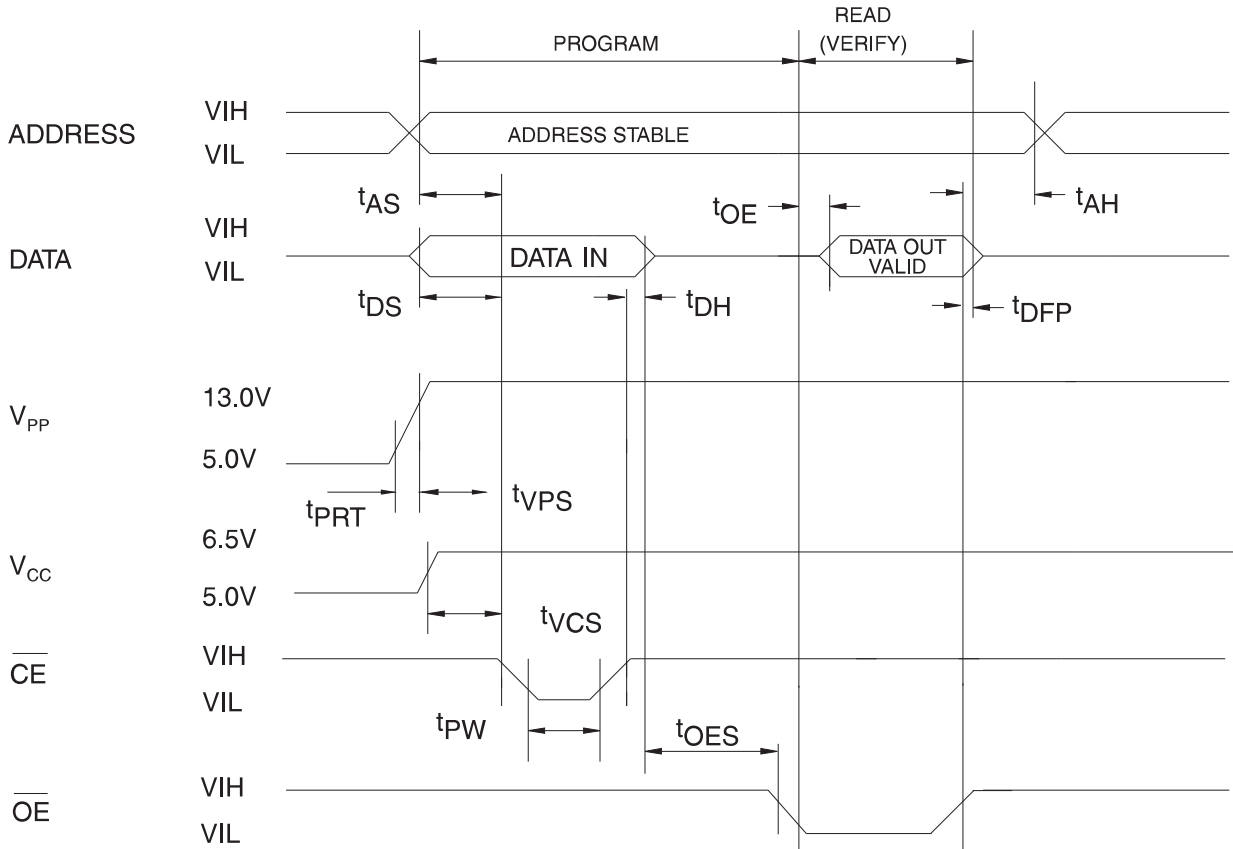 READ
PROGRAM (VERIFY)
ADDRESS VIH
VIL
ADDRESS STABLE
tAS
tOE
tAH
DATA VIH
VIL
DATA IN
DATA OUT
VALID
tDS
tDH
tDFP
VPP 13.0V
5.0V
tPRT
tVPS
VCC 6.5V
5.0V
tVCS
CE VIH
VIL
tPW
tOES
OE VIH
VIL